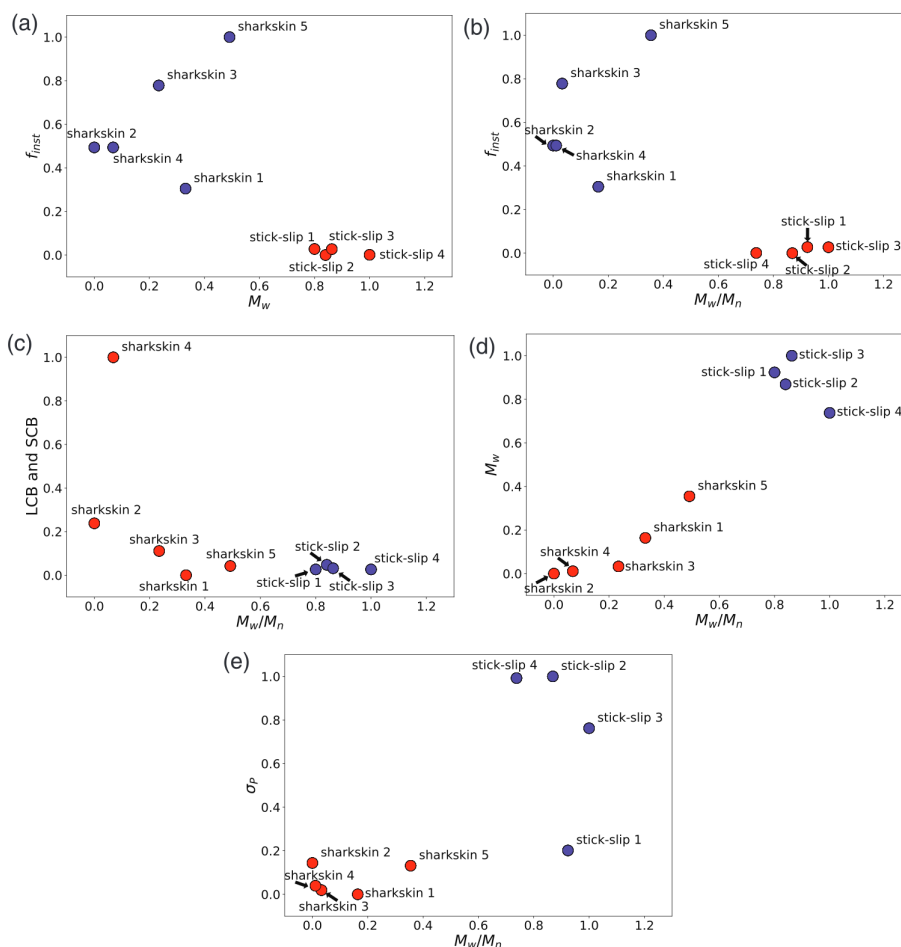 (a)
sharkskin 5
1.0
sharkskin 3
0.8
0.6
sharkskin 2
sharkskin 4
0.4
sharkskin 1
0.2
stick-slip 1 stick-slip 3
stick-slip 4
stick-slip 2
0.0
f_inst
0.0 0.2 0.4 0.6 0.8 1.0 1.2
M_w
(b)
sharkskin 5
1.0
sharkskin 3
0.8
0.6
sharkskin 2
sharkskin 4
0.4
sharkskin 1
0.2
stick-slip 1
stick-slip 3
stick-slip 4
stick-slip 2
0.0
f_inst
0.0 0.2 0.4 0.6 0.8 1.0 1.2
M_w/M_n
(c)
sharkskin 4
1.0
0.8
0.6
0.4
sharkskin 2
0.2
sharkskin 3
sharkskin 5
sharkskin 1
stick-slip 2
stick-slip 4
stick-slip 1
stick-slip 3
0.0
LCB and SCB
0.0 0.2 0.4 0.6 0.8 1.0 1.2
M_w/M_n
(d)
stick-slip 3
1.0
stick-slip 1
stick-slip 2
0.8
stick-slip 4
0.6
0.4
sharkskin 5
0.2
sharkskin 1
sharkskin 4
sharkskin 3
sharkskin 2
0.0
M_w
0.0 0.2 0.4 0.6 0.8 1.0 1.2
M_w/M_n
(e)
stick-slip 4 stick-slip 2
1.0
stick-slip 3
0.8
0.6
0.4
0.2
stick-slip 1
sharkskin 2
sharkskin 5
sharkskin 4
sharkskin 1
sharkskin 3
0.0
σ_P
0.0 0.2 0.4 0.6 0.8 1.0 1.2
M_w/M_n